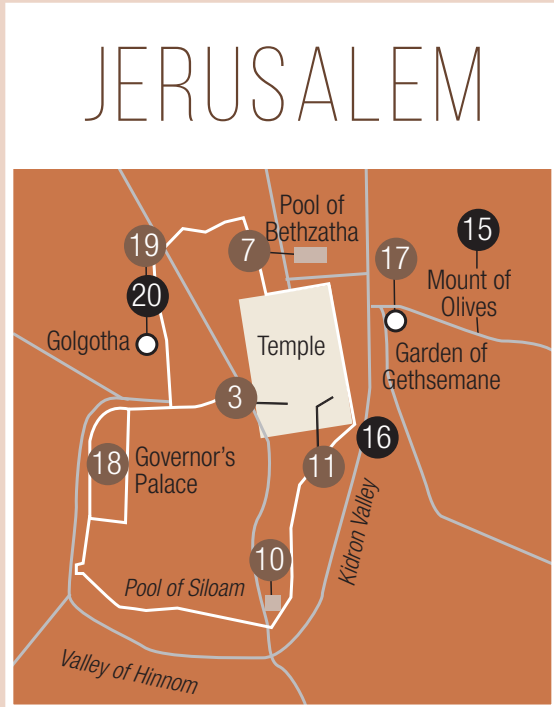 JERUSALEM
Pool of
Bethzatha
15
19
7
17
20
Mount of
Olives
Golgotha
Temple
Garden of
Gethsemane
3
16
18
Governor's
Palace
11
10
Kidron Valley
Pool of Siloam
Valley of Hinnom